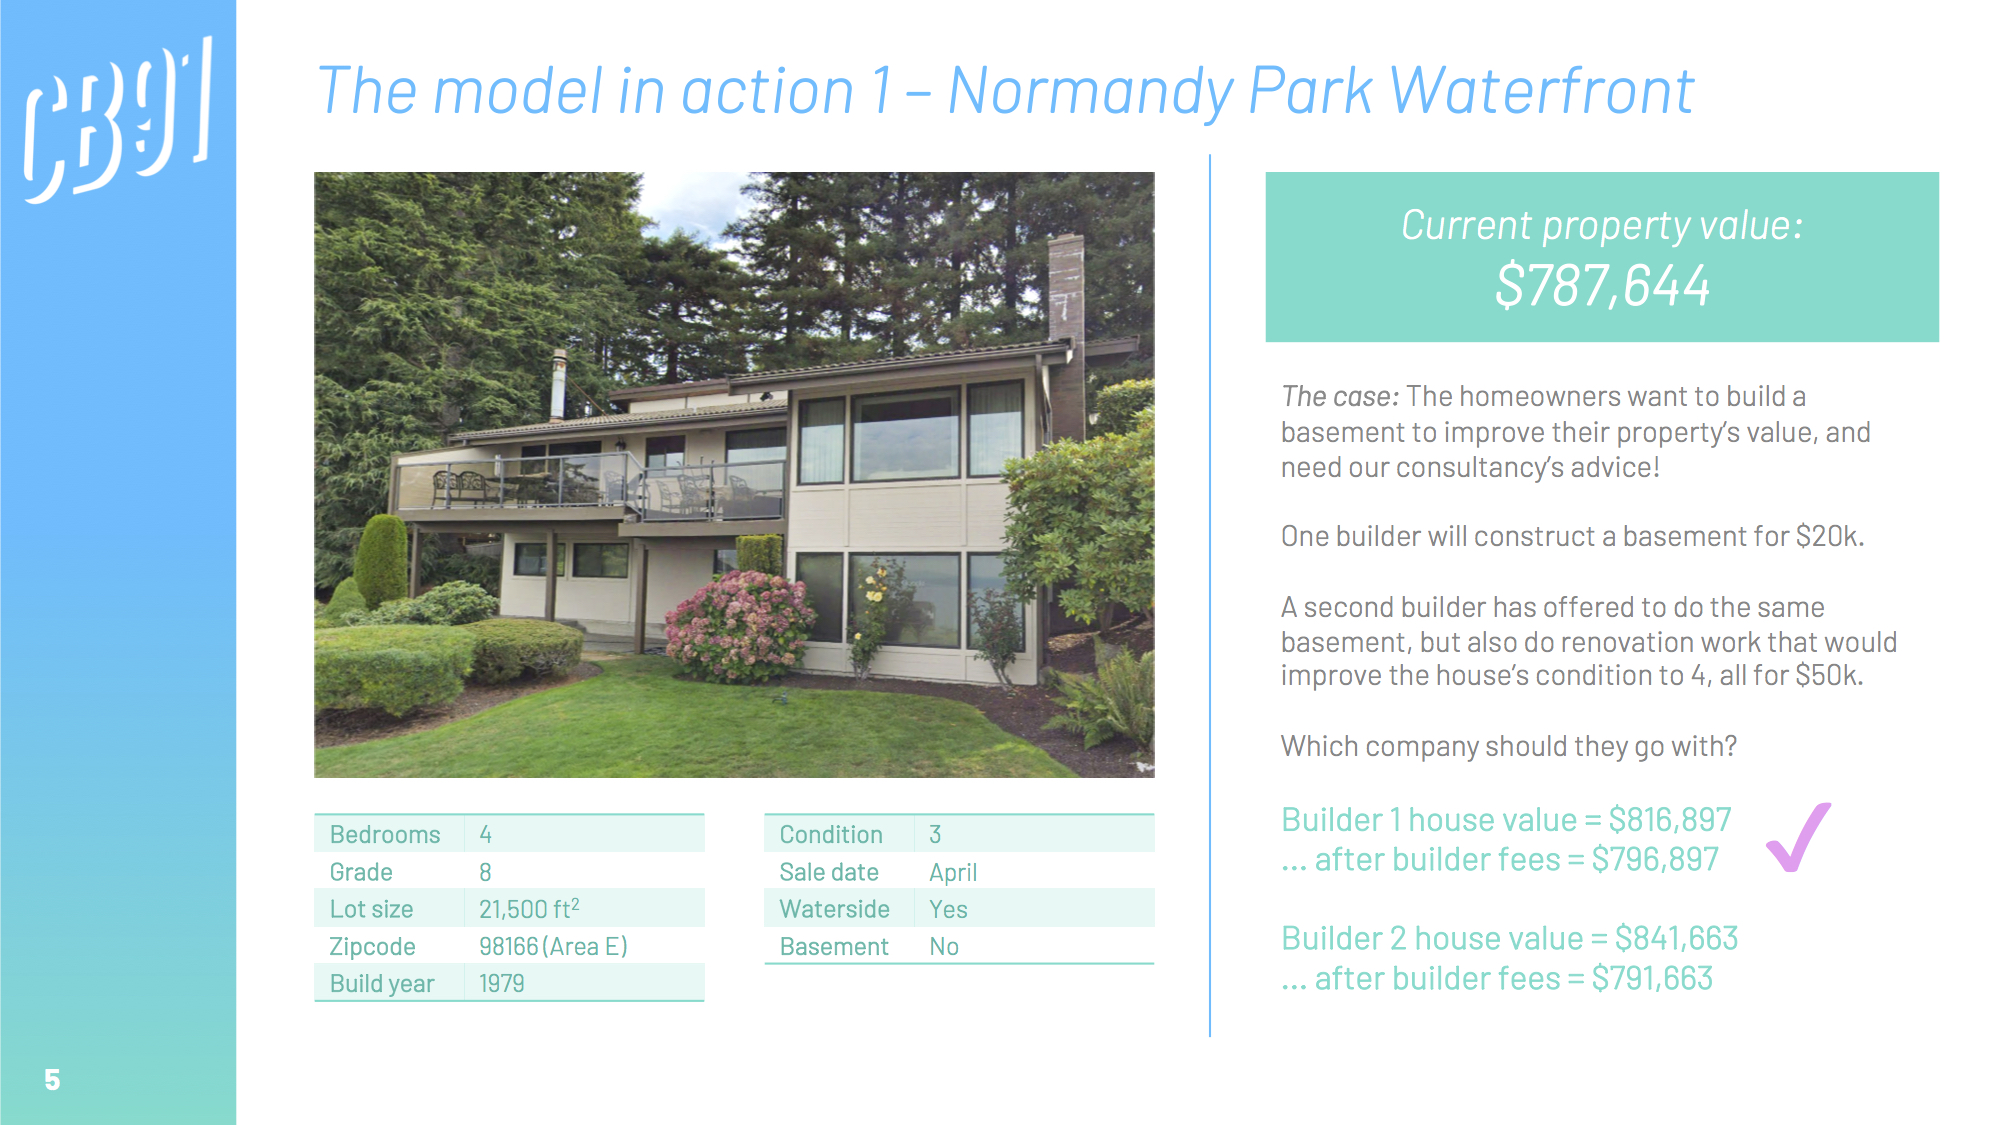 CB91
The model in action 1 – Normandy Park Waterfront
Current property value:
$787,644
The case: The homeowners want to build a
basement to improve their property’s value, and
need our consultancy’s advice!
One builder will construct a basement for $20k.
A second builder has offered to do the same
basement, but also do renovation work that would
improve the house’s condition to 4, all for $50k.
Which company should they go with?
Builder 1 house value = $816,897
... after builder fees = $796,897
Builder 2 house value = $841,663
... after builder fees = $791,663
Bedrooms 4
Grade 8
Lot size 21,500 ft²
Zipcode 98166 (Area E)
Build year 1979
Condition 3
Sale date April
Waterside Yes
Basement No
5